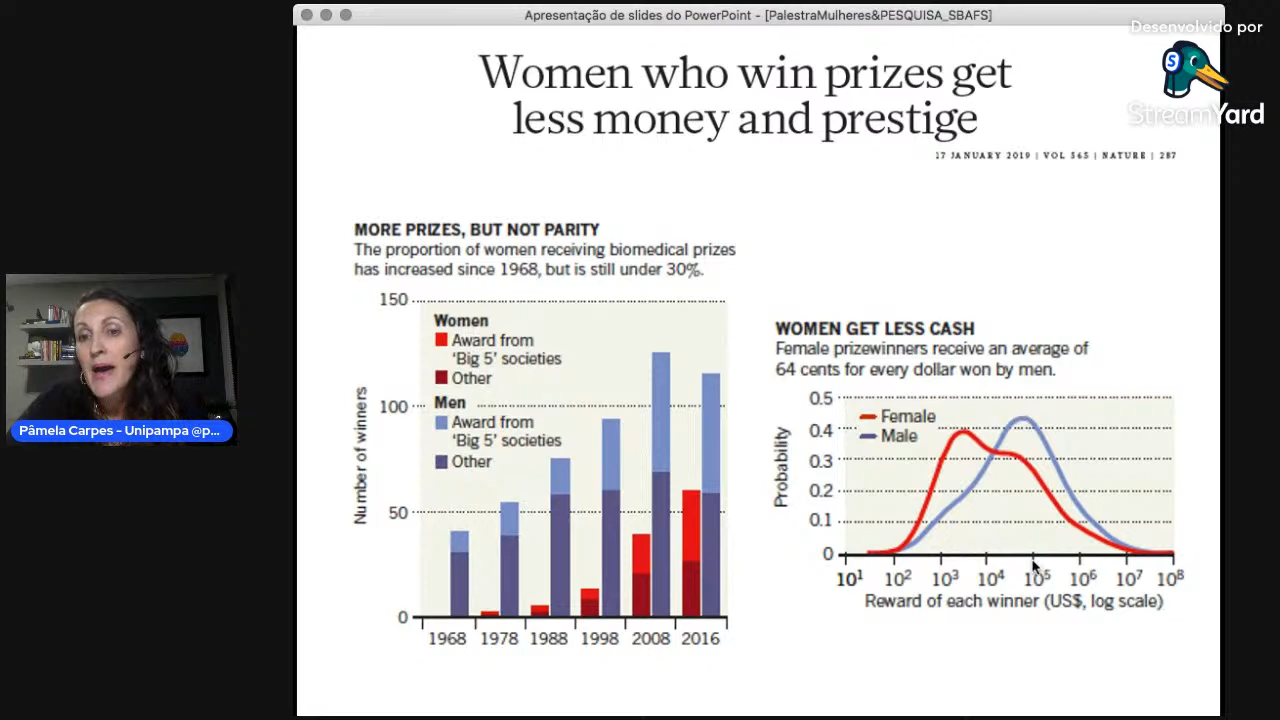 Apresentação de slides do PowerPoint - [PalestraMulheres&PESQUISA_SBAFS]
Desenvolvido por
S
StreamYard
Women who win prizes get
less money and prestige
17 JANUARY 2019 | VOL 565 | NATURE | 287
MORE PRIZES, BUT NOT PARITY
The proportion of women receiving biomedical prizes
has increased since 1968, but is still under 30%.
150
100
50
0
Number of winners
Women
Award from
'Big 5' societies
Other
Men
Award from
'Big 5' societies
Other
1968 1978 1988 1998 2008 2016
WOMEN GET LESS CASH
Female prizewinners receive an average of
64 cents for every dollar won by men.
0.5
0.4
0.3
0.2
0.1
0
Probability
Female
Male
10¹ 10² 10³ 10⁴ 10⁵ 10⁶ 10⁷ 10⁸
Reward of each winner (US$, log scale)
Pâmela Carpes - Unipampa @p...